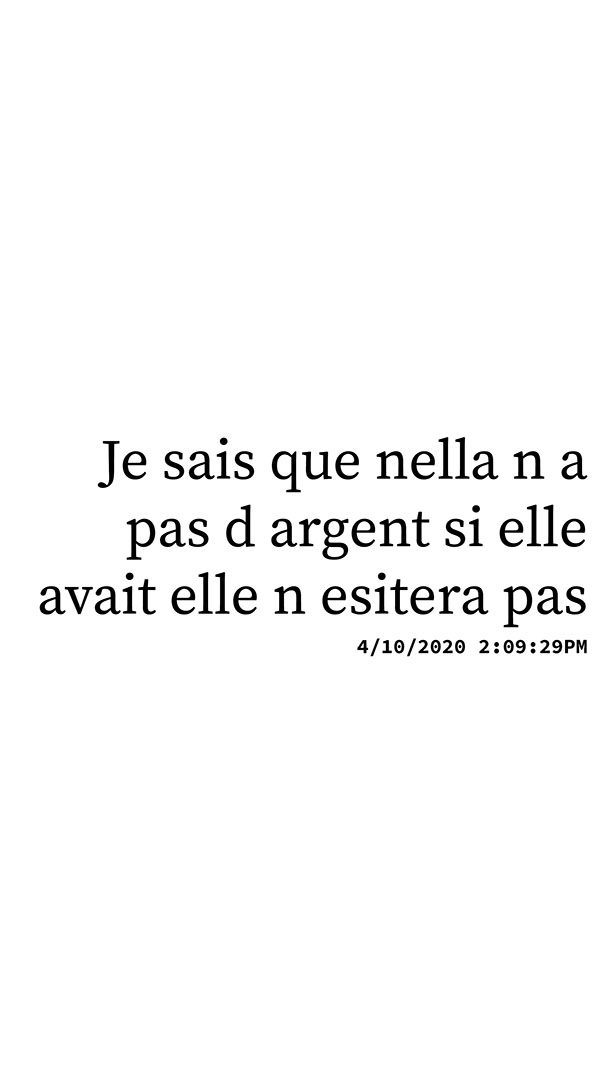 Je sais que nella n a
pas d argent si elle
avait elle n esitera pas
4/10/2020 2:09:29PM